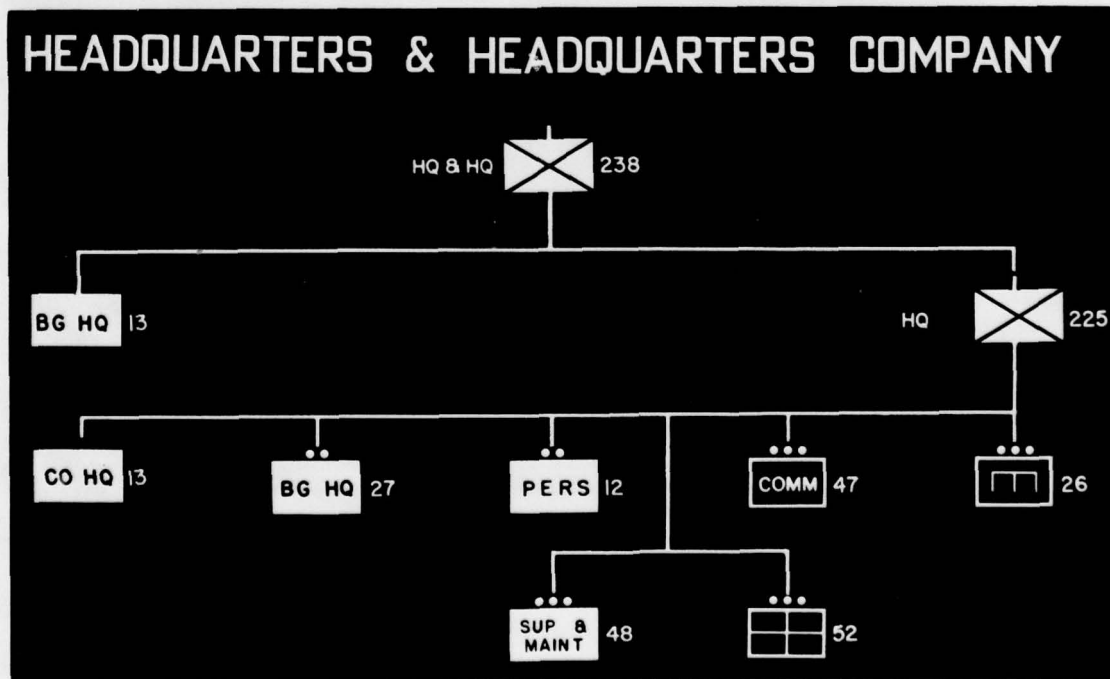 HEADQUARTERS & HEADQUARTERS COMPANY
HQ & HQ 238
BG HQ 13
HQ 225
CO HQ 13
BG HQ 27
PERS 12
COMM 47
26
SUP & MAINT 48
52